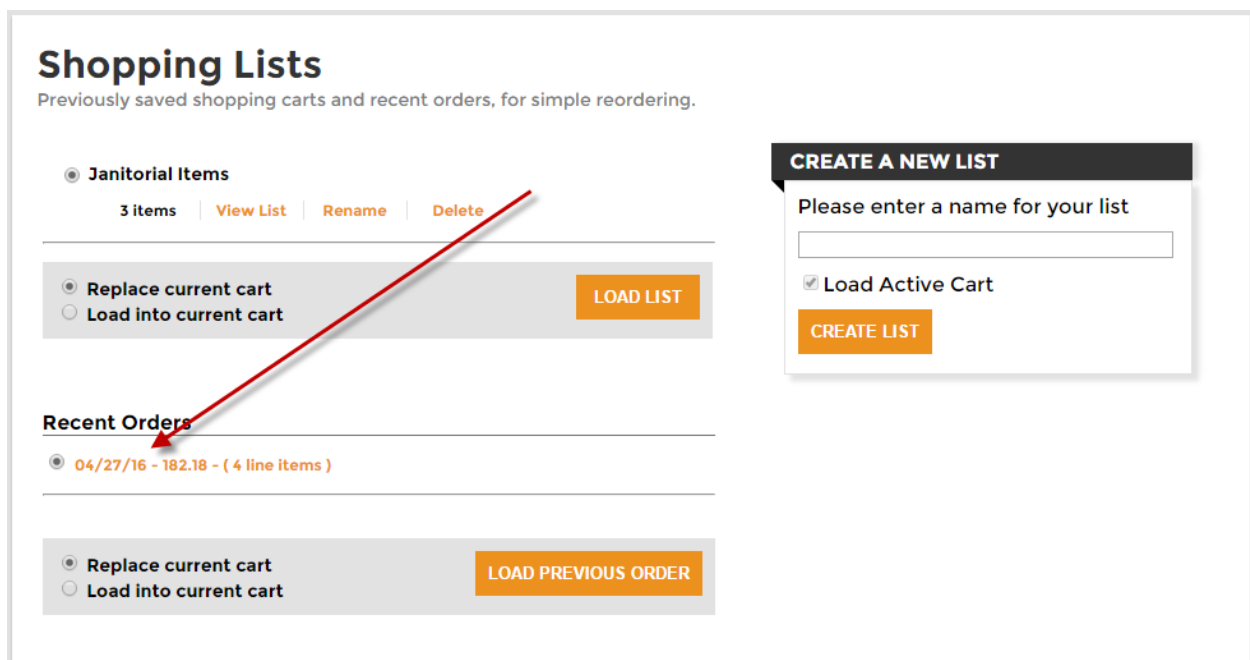 Shopping Lists
Previously saved shopping carts and recent orders, for simple reordering.
Janitorial Items
3 items View List Rename Delete
Replace current cart
Load into current cart
LOAD LIST
Recent Orders
04/27/16 - 182.18 - ( 4 line items )
Replace current cart
Load into current cart
LOAD PREVIOUS ORDER
CREATE A NEW LIST
Please enter a name for your list
Load Active Cart
CREATE LIST